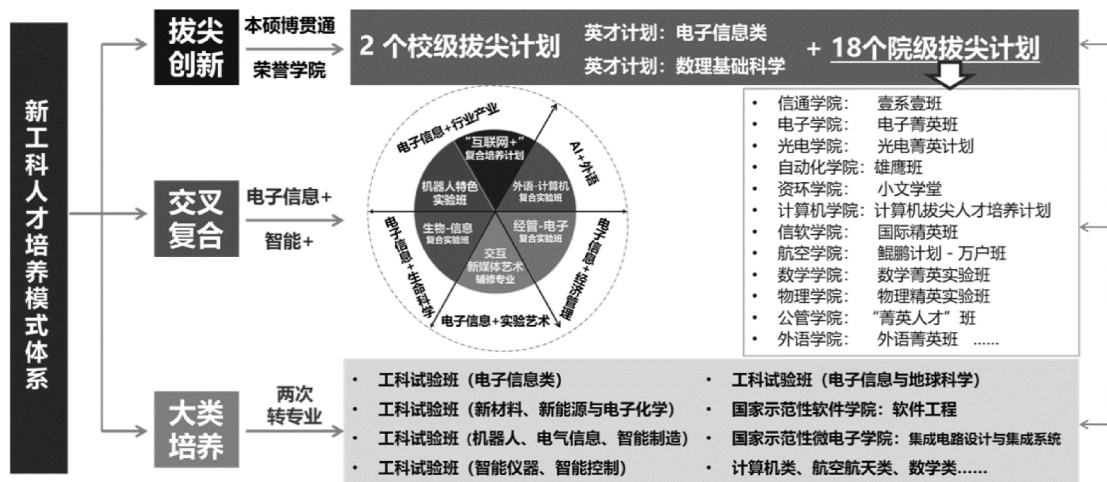 新工科人才培养模式体系
拔尖
创新
本硕博贯通
荣誉学院
2 个校级拔尖计划
英才计划：电子信息类
英才计划：数理基础科学
+ 18个院级拔尖计划
• 信通学院： 壹系壹班
• 电子学院： 电子菁英班
• 光电学院： 光电菁英计划
• 自动化学院：雄鹰班
• 资环学院： 小文学堂
• 计算机学院：计算机拔尖人才培养计划
• 信软学院： 国际精英班
• 航空学院： 鲲鹏计划 - 万户班
• 数学学院： 数学菁英实验班
• 物理学院： 物理精英实验班
• 公管学院： “菁英人才”班
• 外语学院： 外语菁英班 ......
交叉
复合
电子信息+
智能+
电子信息+行业产业
AI+外语
电子信息+经济管理
电子信息+实验艺术
电子信息+生命科学
“互联网+”
复合培养计划
外语-计算机
复合实验班
经管-电子
复合实验班
交互
新媒体艺术
辅修专业
生物-信息
复合实验班
机器人特色
实验班
大类
培养
两次
转专业
• 工科试验班（电子信息类）
• 工科试验班（新材料、新能源与电子化学）
• 工科试验班（机器人、电气信息、智能制造）
• 工科试验班（智能仪器、智能控制）
• 工科试验班（电子信息与地球科学）
• 国家示范性软件学院：软件工程
• 国家示范性微电子学院：集成电路设计与集成系统
• 计算机类、航空航天类、数学类......